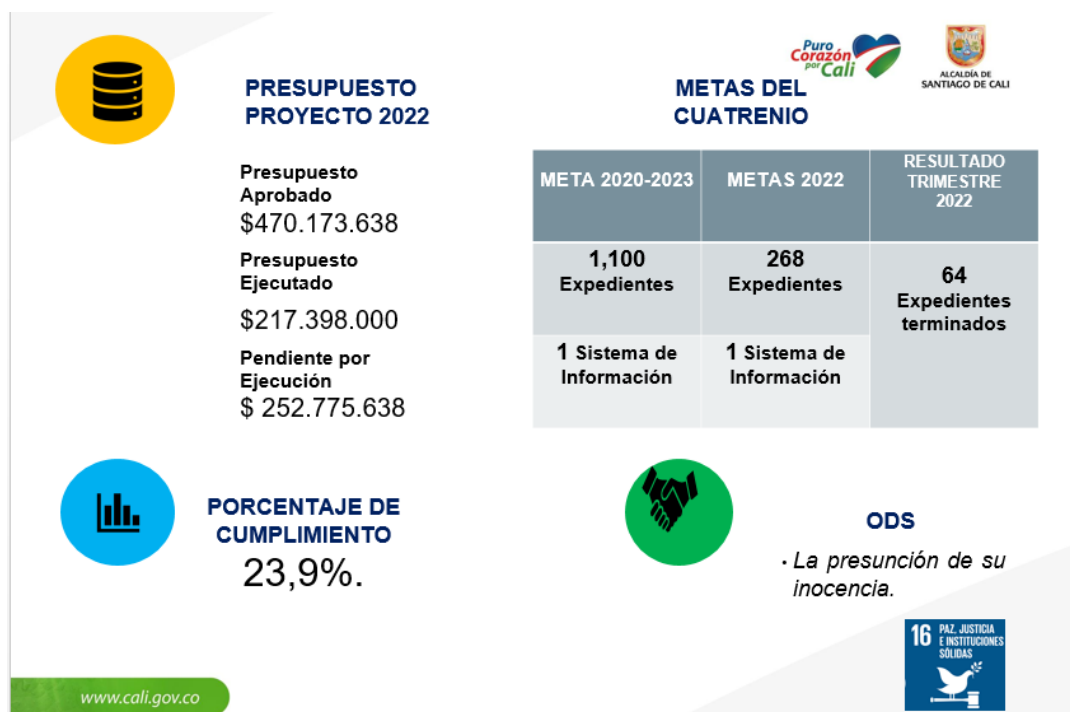 PRESUPUESTO
PROYECTO 2022
Presupuesto
Aprobado
$470.173.638
Presupuesto
Ejecutado
$217.398.000
Pendiente por
Ejecución
$ 252.775.638
METAS DEL
CUATRENIO
Puro
Corazón
por Cali
ALCALDÍA DE
SANTIAGO DE CALI
META 2020-2023
METAS 2022
RESULTADO
TRIMESTRE
2022
1,100
Expedientes
268
Expedientes
64
Expedientes
terminados
1 Sistema de
Información
1 Sistema de
Información
PORCENTAJE DE
CUMPLIMIENTO
23,9%.
ODS
• La presunción de su
inocencia.
16 PAZ, JUSTICIA
E INSTITUCIONES
SÓLIDAS
www.cali.gov.co